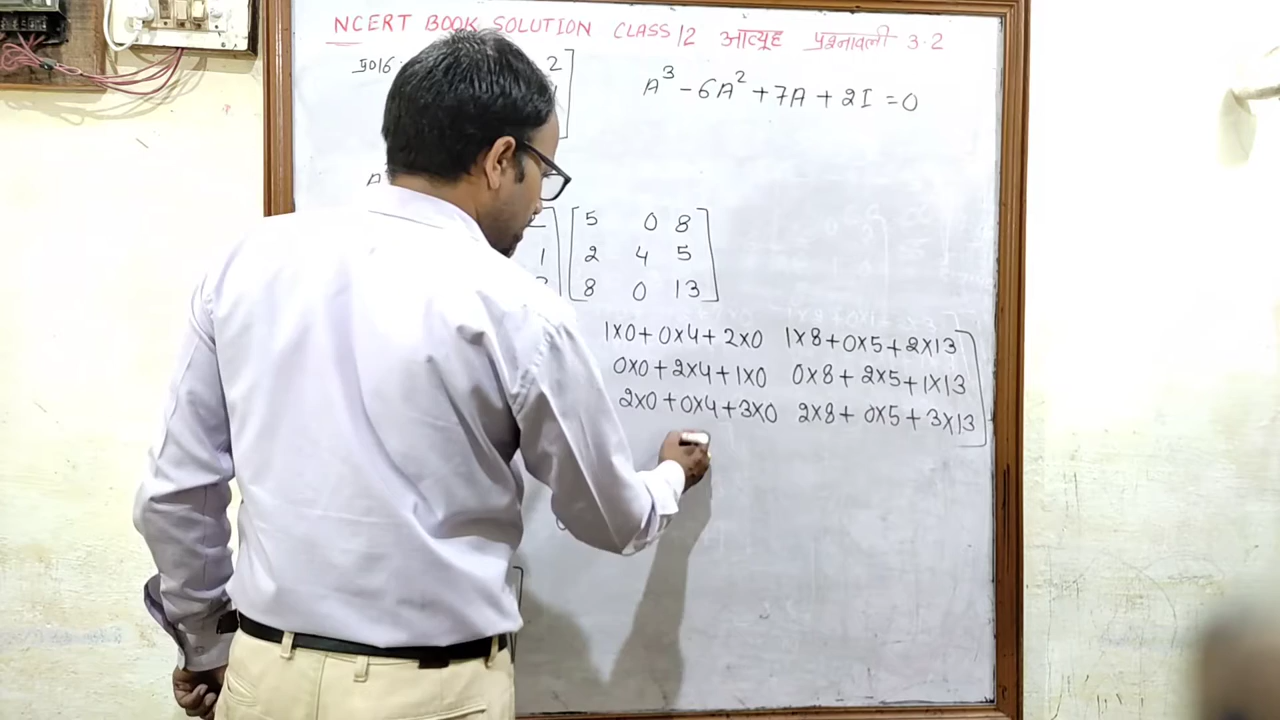 NCERT BOOK SOLUTION CLASS 12 आव्यूह प्रश्नावली 3.2
प्र016 2
A³ - 6A² + 7A + 2I = 0
A
5 0 8
1 2 4 5
8 0 13
1×0+0×4+2×0 1×8+0×5+2×13
0×0+2×4+1×0 0×8+2×5+1×13
2×0+0×4+3×0 2×8+0×5+3×13